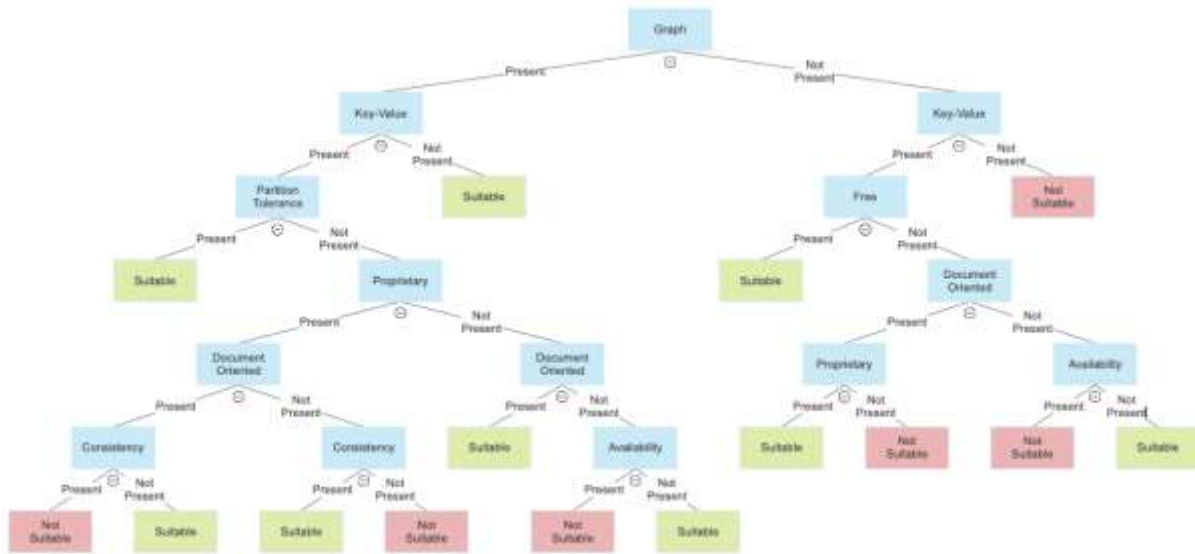 Graph
Present
Not
Present
Key-Value
Key-Value
Present
Not
Present
Present
Not
Present
Partition
Tolerance
Suitable
Free
Not
Suitable
Present
Not
Present
Present
Not
Present
Suitable
Proprietary
Suitable
Document
Oriented
Present
Not
Present
Present
Not
Present
Document
Oriented
Document
Oriented
Proprietary
Availability
Present
Not
Present
Present
Not
Present
Present
Not
Present
Present
Not
Present
Consistency
Consistency
Suitable
Availability
Suitable
Not
Suitable
Not
Suitable
Suitable
Present
Not
Present
Present
Not
Present
Present
Not
Present
Not
Suitable
Suitable
Suitable
Not
Suitable
Not
Suitable
Suitable